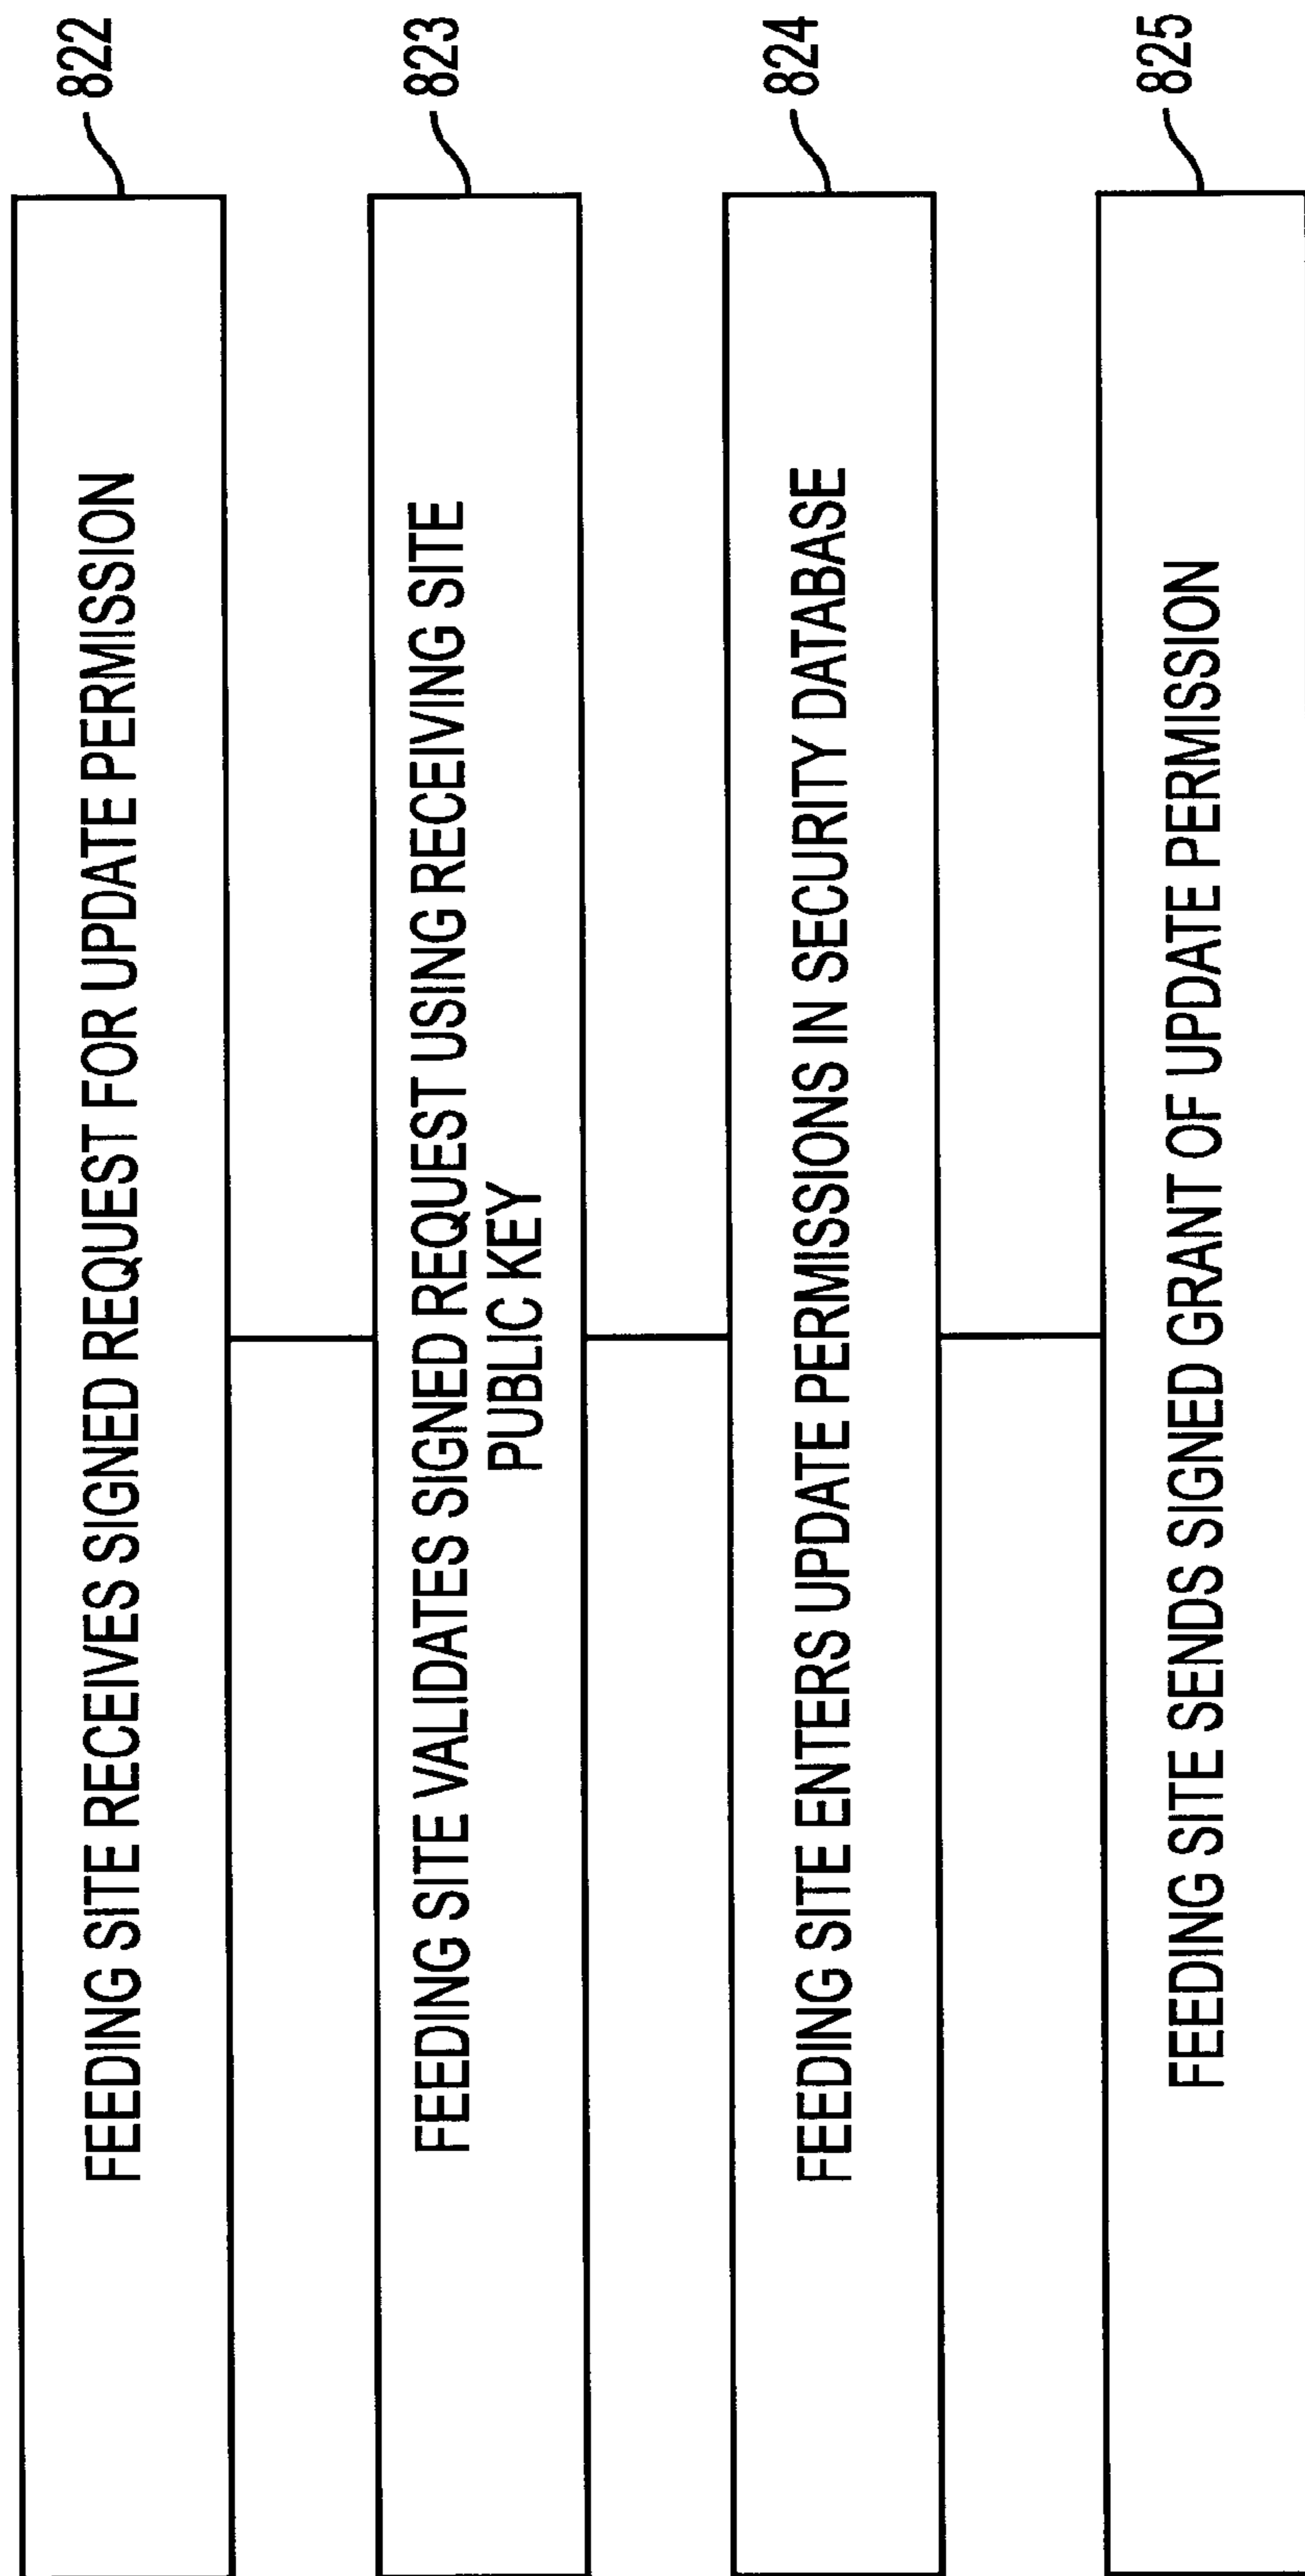 FEEDING SITE RECEIVES SIGNED REQUEST FOR UPDATE PERMISSION
822
FEEDING SITE VALIDATES SIGNED REQUEST USING RECEIVING SITE
PUBLIC KEY
823
FEEDING SITE ENTERS UPDATE PERMISSIONS IN SECURITY DATABASE
824
FEEDING SITE SENDS SIGNED GRANT OF UPDATE PERMISSION
825